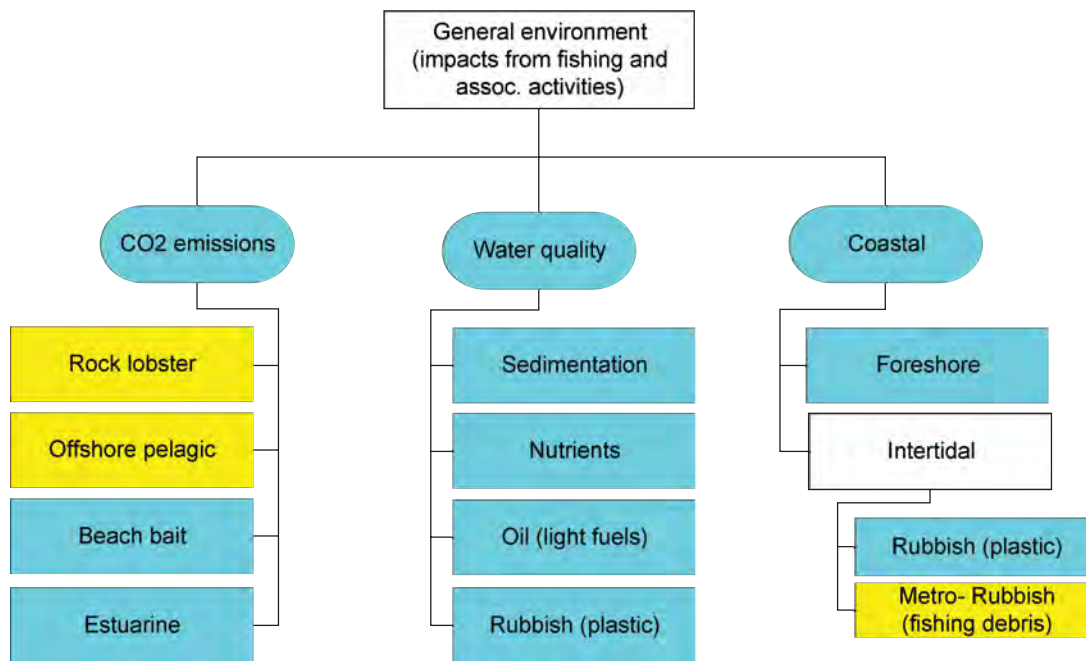 General environment
(impacts from fishing and
assoc. activities)
CO2 emissions
Water quality
Coastal
Rock lobster
Offshore pelagic
Beach bait
Estuarine
Sedimentation
Nutrients
Oil (light fuels)
Rubbish (plastic)
Foreshore
Intertidal
Rubbish (plastic)
Metro- Rubbish
(fishing debris)